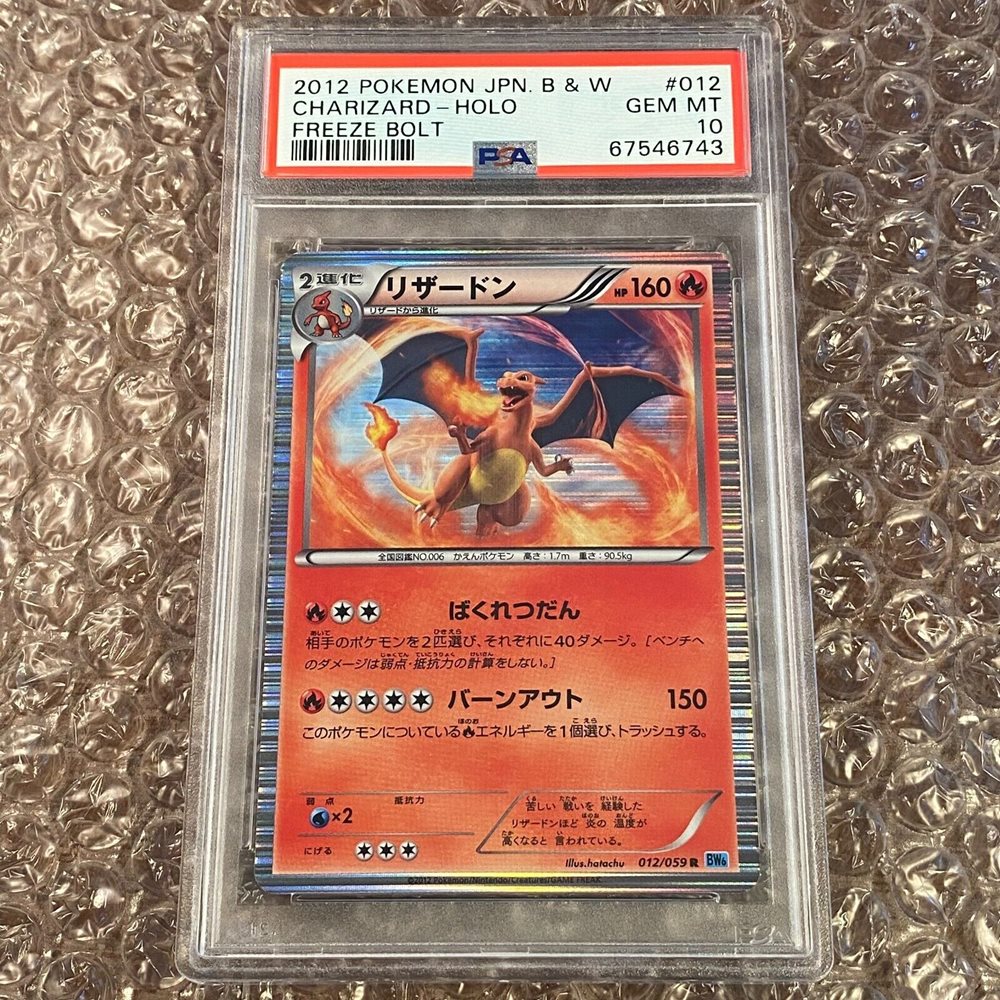 2012 POKEMON JPN. B & W #012
CHARIZARD-HOLO GEM MT
FREEZE BOLT 10
PSA 67546743
2進化 リザードン HP160
リザードから進化
全国図鑑NO.006 かえんポケモン 高さ:1.7m 重さ:90.5kg
ばくれつだん
相手のポケモンを2匹選び、それぞれに40ダメージ。[ベンチへ
のダメージは弱点・抵抗力の計算をしない。]
バーンアウト 150
このポケモンについているエネルギーを1個選び、トラッシュする。
弱点 抵抗力
×2
にげる
苦しい 戦いを 経験した
リザードンほど 炎の 温度が
高くなると 言われている。
Illus.hatachu 012/059 R BW6
©2012 Pokémon/Nintendo/Creatures/GAME FREAK
PSA